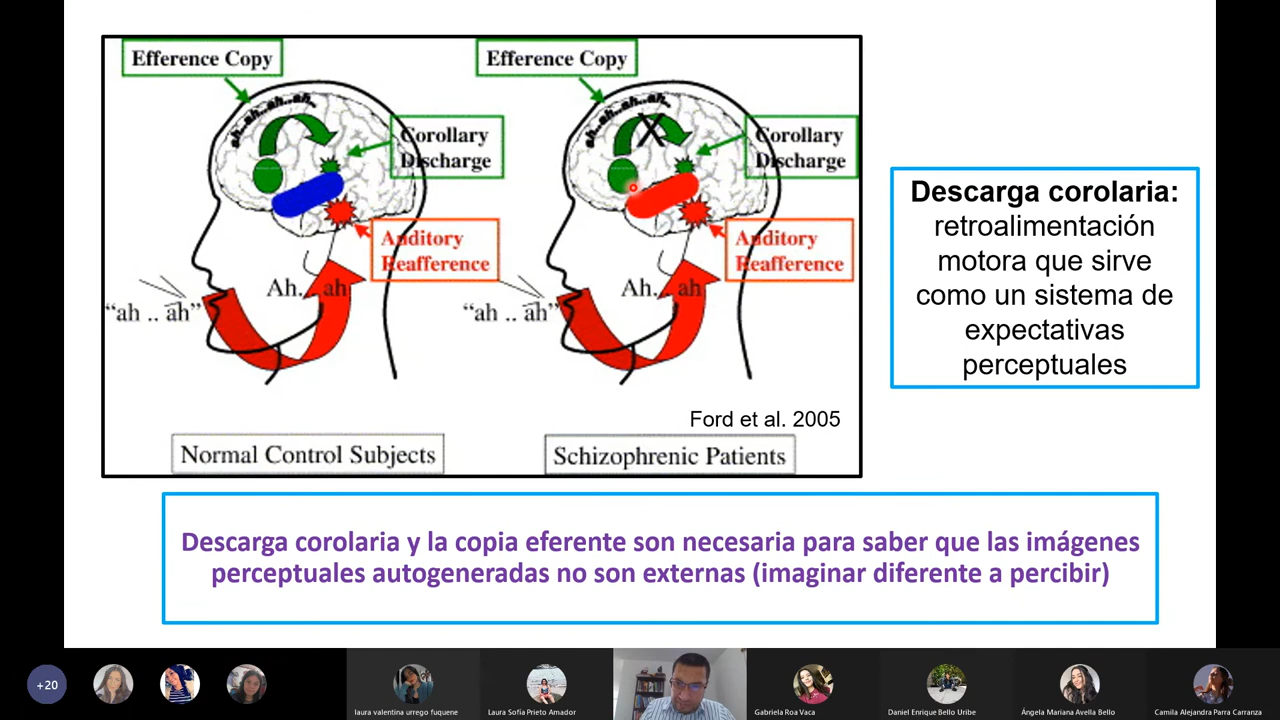 Efference Copy
ah..ah..ah..ah..
Corollary
Discharge
Auditory
Reafference
Ah... ah
“ah .. ah”
Normal Control Subjects
Efference Copy
ah..ah..ah..ah..
X
Corollary
Discharge
Auditory
Reafference
Ah... ah
“ah .. ah”
Ford et al. 2005
Schizophrenic Patients
Descarga corolaria:
retroalimentación
motora que sirve
como un sistema de
expectativas
perceptuales
Descarga corolaria y la copia eferente son necesaria para saber que las imágenes
perceptuales autogeneradas no son externas (imaginar diferente a percibir)
+20
laura valentina urrego fuquene
Laura Sofía Prieto Amador
Gabriela Roa Vaca
Daniel Enrique Bello Uribe
Ángela Mariana Avella Bello
Camila Alejandra Parra Carranza